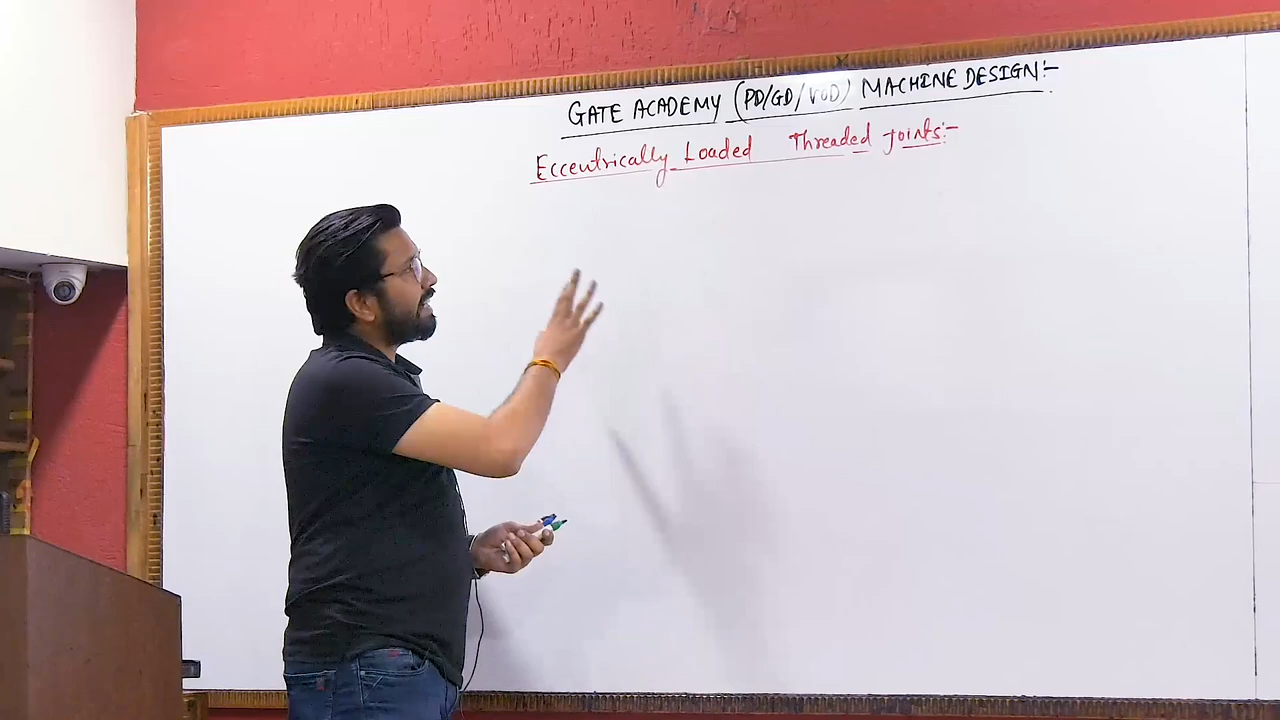 GATE ACADEMY (PD/GD/VOD) MACHINE DESIGN:-
Eccentrically Loaded Threaded Joints:-